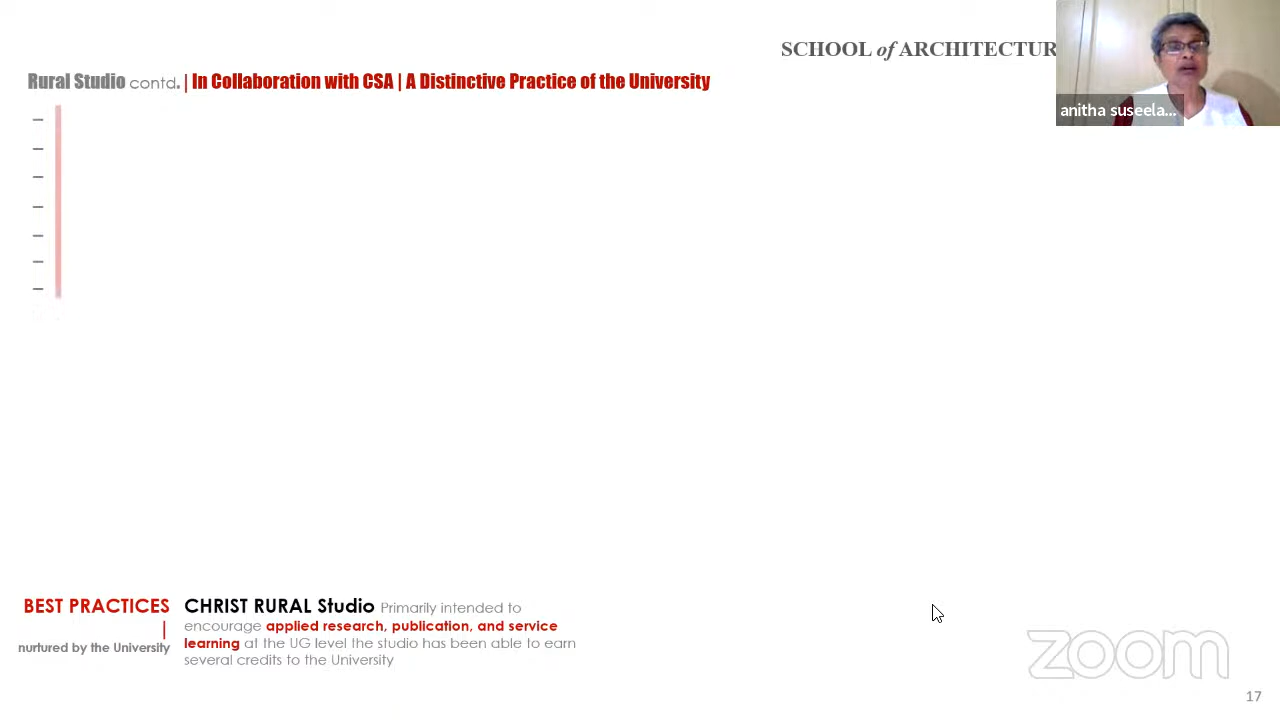 SCHOOL of ARCHITECTUR
Rural Studio contd. | In Collaboration with CSA | A Distinctive Practice of the University
anitha suseela...
BEST PRACTICES
|
nurtured by the University
CHRIST RURAL Studio Primarily intended to
encourage applied research, publication, and service
learning at the UG level the studio has been able to earn
several credits to the University
zoom
17